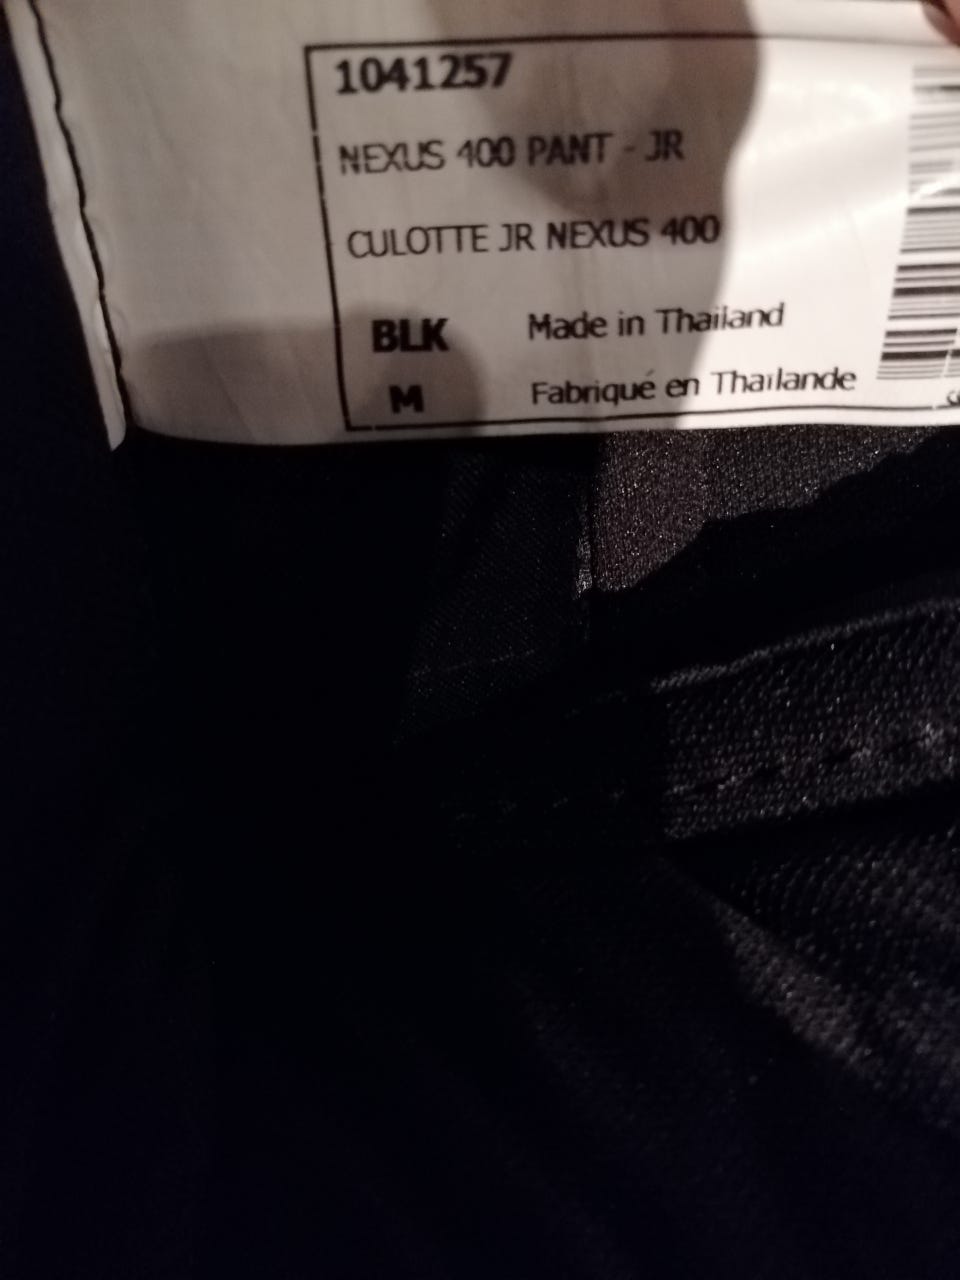 1041257
NEXUS 400 PANT - JR
CULOTTE JR NEXUS 400
BLK Made in Thailand
M Fabriqué en Thaïlande